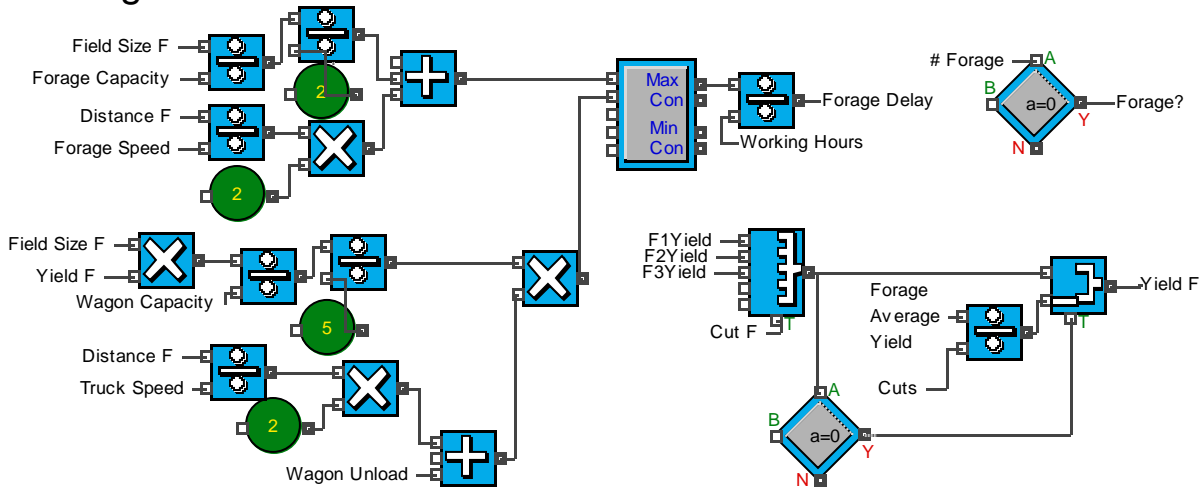 Field Size F
Forage Capacity
2
Distance F
Forage Speed
2
Max
Con
Min
Con
Forage Delay
Working Hours
# Forage
A
B
a=0
Forage?
Y
N
Field Size F
Yield F
Wagon Capacity
5
Distance F
Truck Speed
2
Wagon Unload
F1Yield
F2Yield
F3Yield
Cut F
T
Forage
Average
Yield
Cuts
T
Yield F
A
B
a=0
Y
N